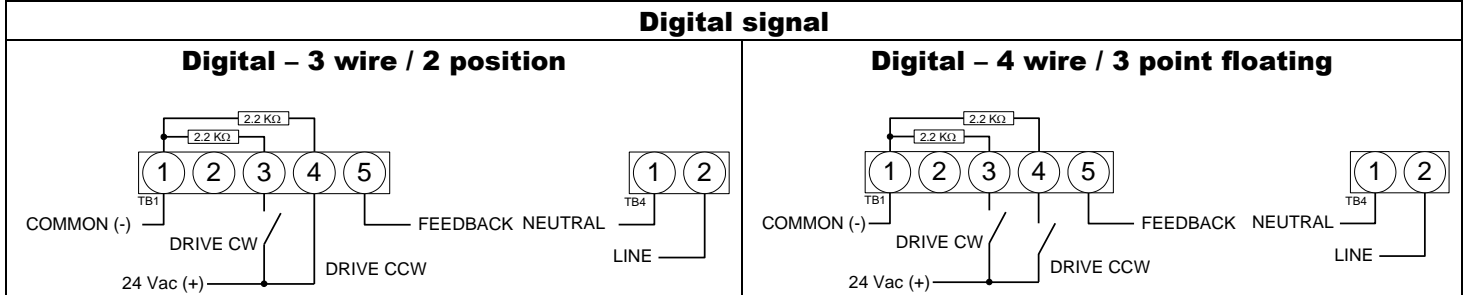 Digital signal
Digital – 3 wire / 2 position
2.2 KΩ
2.2 KΩ
1 2 3 4 5
1 2
TB1
TB4
COMMON (-)
FEEDBACK
NEUTRAL
DRIVE CW
LINE
DRIVE CCW
24 Vac (+)
Digital – 4 wire / 3 point floating
2.2 KΩ
2.2 KΩ
1 2 3 4 5
1 2
TB1
TB4
COMMON (-)
FEEDBACK
NEUTRAL
DRIVE CW
LINE
DRIVE CCW
24 Vac (+)